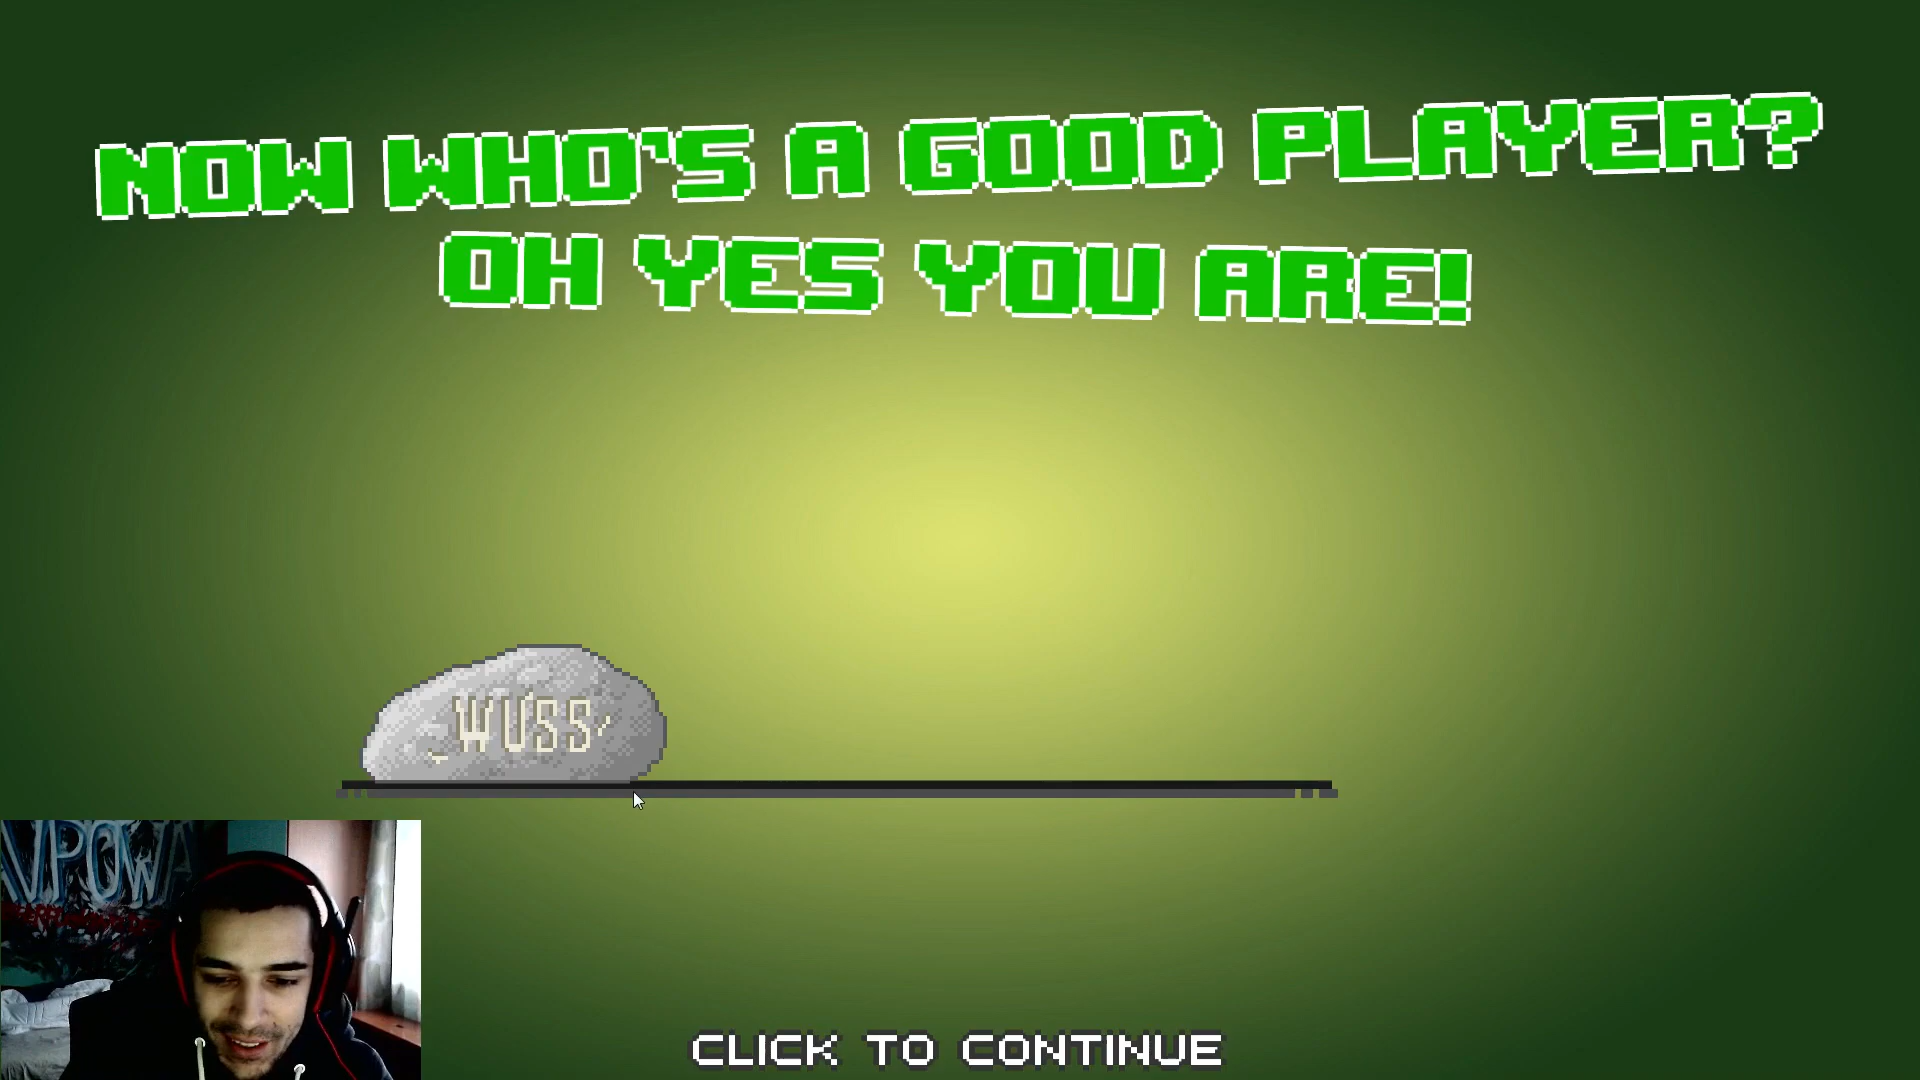 NOW WHO'S A GOOD PLAYER?
OH YES YOU ARE!
WUSS
CLICK TO CONTINUE